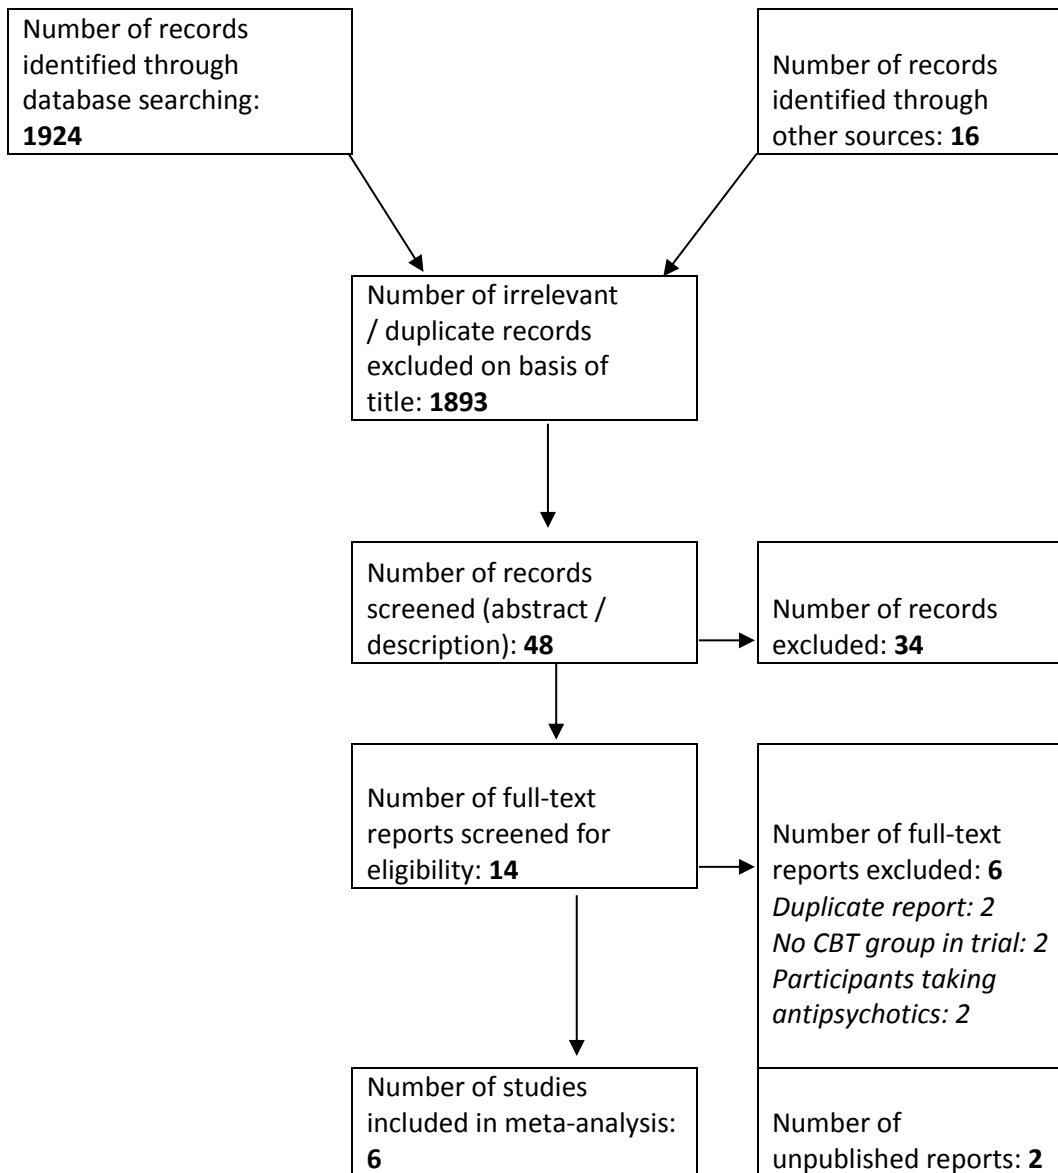 Number of records
identified through
database searching:
1924
Number of records
identified through
other sources: 16
Number of irrelevant
/ duplicate records
excluded on basis of
title: 1893
Number of records
screened (abstract /
description): 48
Number of records
excluded: 34
Number of full-text
reports screened for
eligibility: 14
Number of full-text
reports excluded: 6
Duplicate report: 2
No CBT group in trial: 2
Participants taking
antipsychotics: 2
Number of studies
included in meta-analysis:
6
Number of
unpublished reports: 2